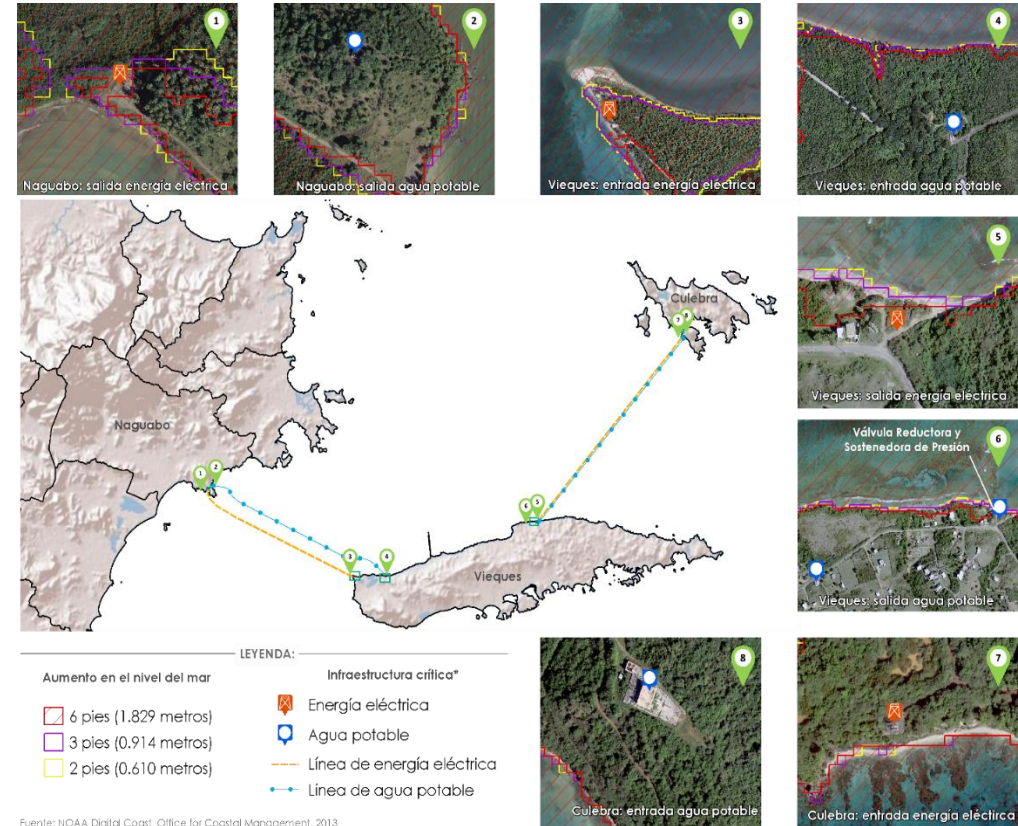 1
Naguabo: salida energía eléctrica
2
Naguabo: salida agua potable
3
Vieques: entrada energía eléctrica
4
Vieques: entrada agua potable
5
Vieques: salida energía eléctrica
Válvula Reductora y
Sostenedora de Presión
6
Vieques: salida agua potable
Culebra
7
8
Naguabo
1
2
6
5
3
4
Vieques
LEYENDA:
Aumento en el nivel del mar
6 pies (1.829 metros)
3 pies (0.914 metros)
2 pies (0.610 metros)
Infraestructura crítica*
Energía eléctrica
Agua potable
Línea de energía eléctrica
Línea de agua potable
8
Culebra: entrada agua potable
7
Culebra: entrada energía eléctirca
Fuente: NOAA Digital Coast, Office for Coastal Management, 2013